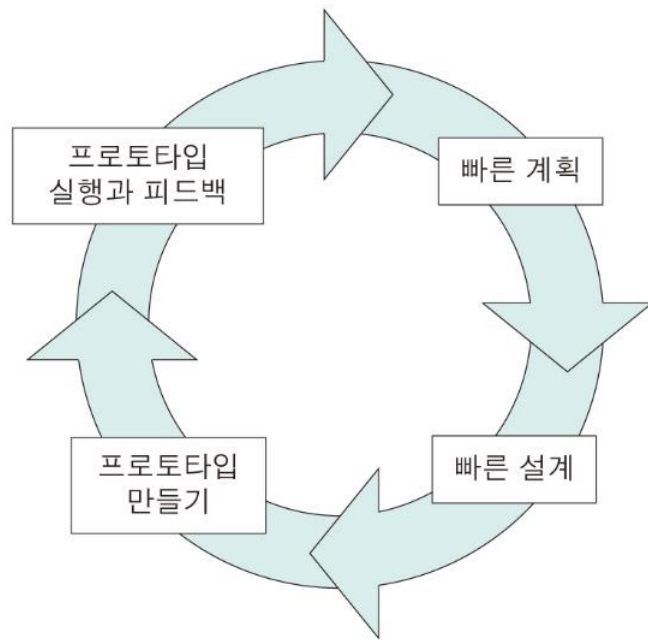 프로토타입
실행과 피드백
빠른 계획
프로토타입
만들기
빠른 설계